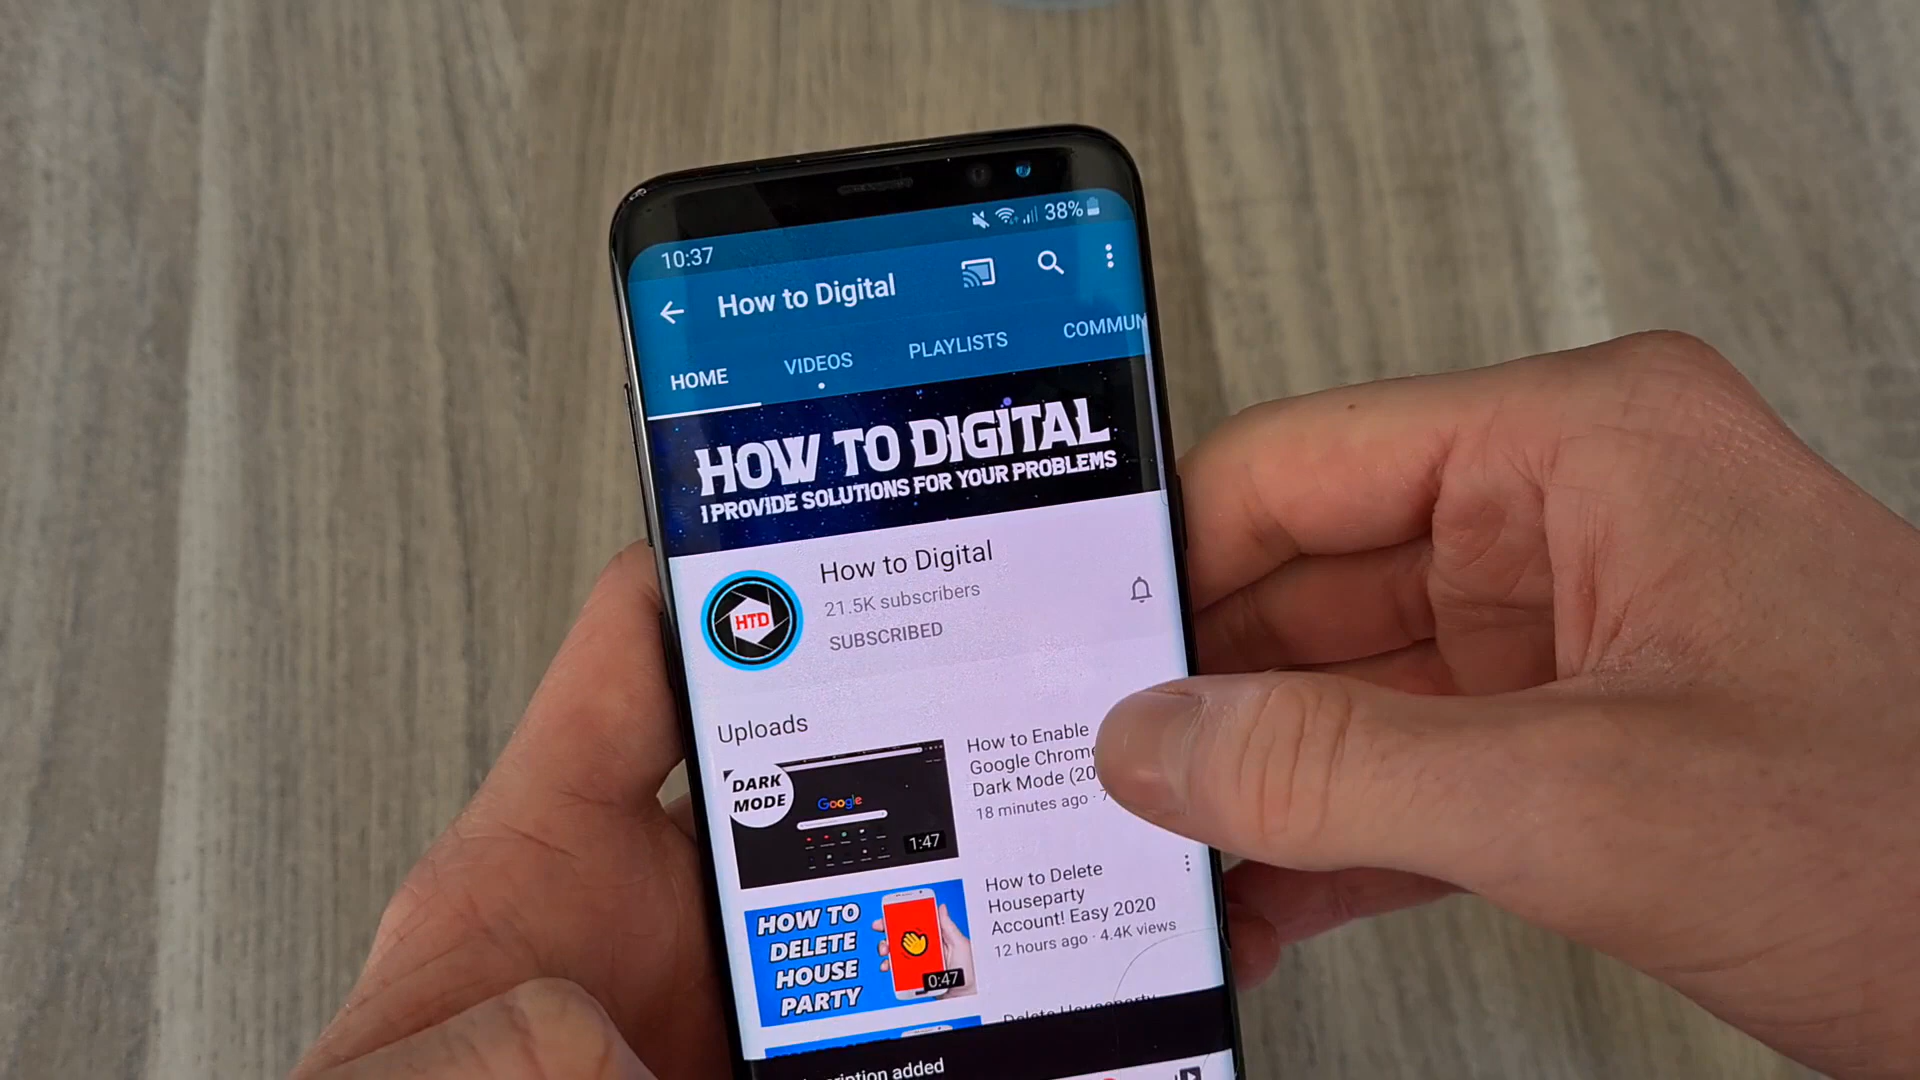 10:37
38%
How to Digital
HOME
VIDEOS
PLAYLISTS
COMMUN
HOW TO DIGITAL
I PROVIDE SOLUTIONS FOR YOUR PROBLEMS
HTD
How to Digital
21.5K subscribers
SUBSCRIBED
Uploads
DARK
MODE
Google
1:47
How to Enable
Google Chrome
Dark Mode (20
18 minutes ago · 7
HOW TO
DELETE
HOUSE
PARTY
0:47
How to Delete
Houseparty
Account! Easy 2020
12 hours ago · 4.4K views
Delete Houseparty
ription added